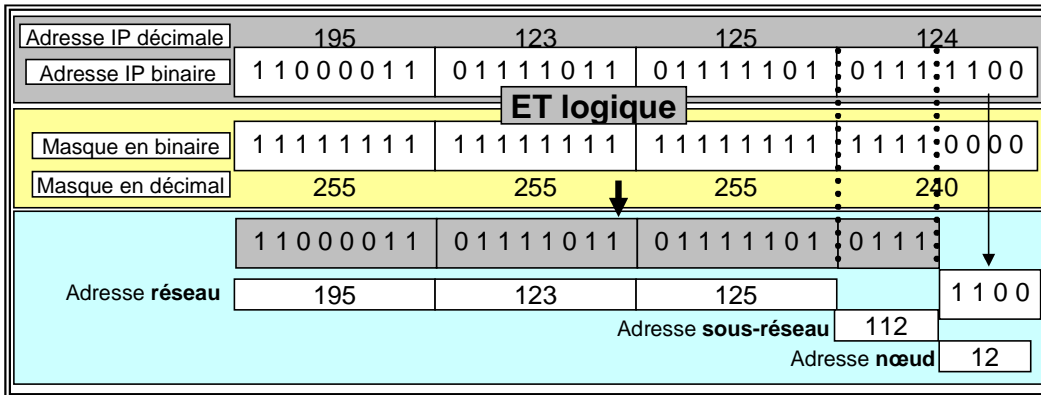 Adresse IP décimale 195 123 125 124
Adresse IP binaire 1 1 0 0 0 0 1 1 0 1 1 1 1 0 1 1 0 1 1 1 1 1 0 1 0 1 1 1 1 1 0 0
ET logique
Masque en binaire 1 1 1 1 1 1 1 1 1 1 1 1 1 1 1 1 1 1 1 1 1 1 1 1 1 1 1 1 0 0 0 0
Masque en décimal 255 255 255 240
1 1 0 0 0 0 1 1 0 1 1 1 1 0 1 1 0 1 1 1 1 1 0 1 0 1 1 1
Adresse réseau 195 123 125 1 1 0 0
Adresse sous-réseau 112
Adresse nœud 12